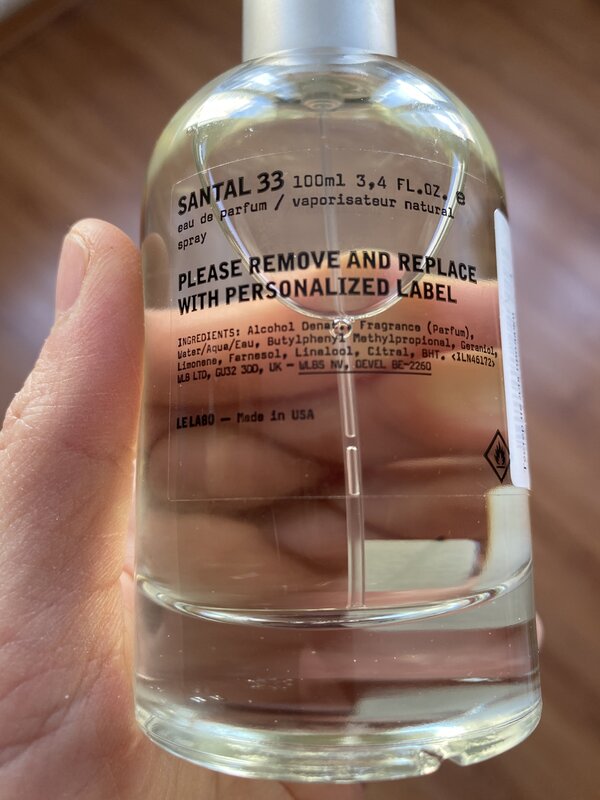 SANTAL 33 100ml 3,4 FL.OZ. e
eau de parfum / vaporisateur natural
spray
PLEASE REMOVE AND REPLACE
WITH PERSONALIZED LABEL
INGREDIENTS: Alcohol Denat., Fragrance (Parfum),
Water/Aqua/Eau, Butylphenyl Methylpropional, Geraniol,
Limonene, Farnesol, Linalool, Citral, BHT. <ILN46172>
WLB LTD, GU32 3DD, UK – WLBS NV, DEVEL BE-2260
LE LABO – Made in USA